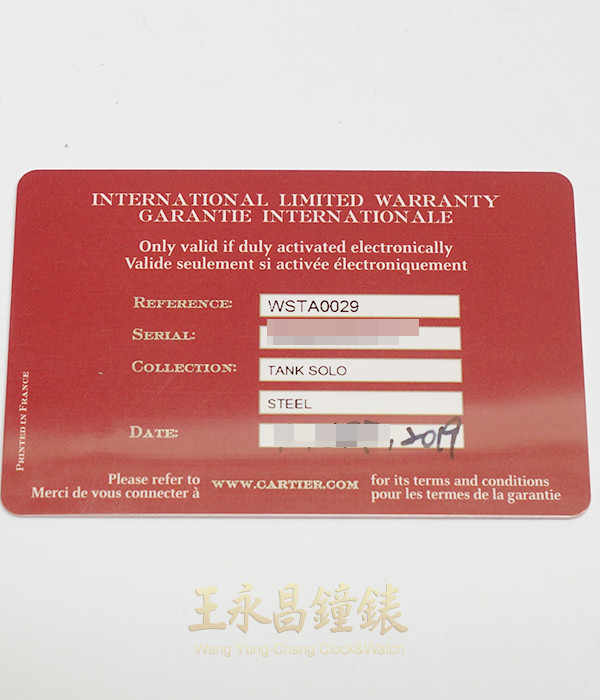 INTERNATIONAL LIMITED WARRANTY
GARANTIE INTERNATIONALE
Only valid if duly activated electronically
Valide seulement si activée électroniquement
REFERENCE: WSTA0029
SERIAL:
COLLECTION: TANK SOLO
STEEL
DATE: , 2019
PRINTED IN FRANCE
Please refer to
Merci de vous connecter à
WWW.CARTIER.COM
for its terms and conditions
pour les termes de la garantie
王永昌鐘錶
Wang Yung-Chang Clock&Watch